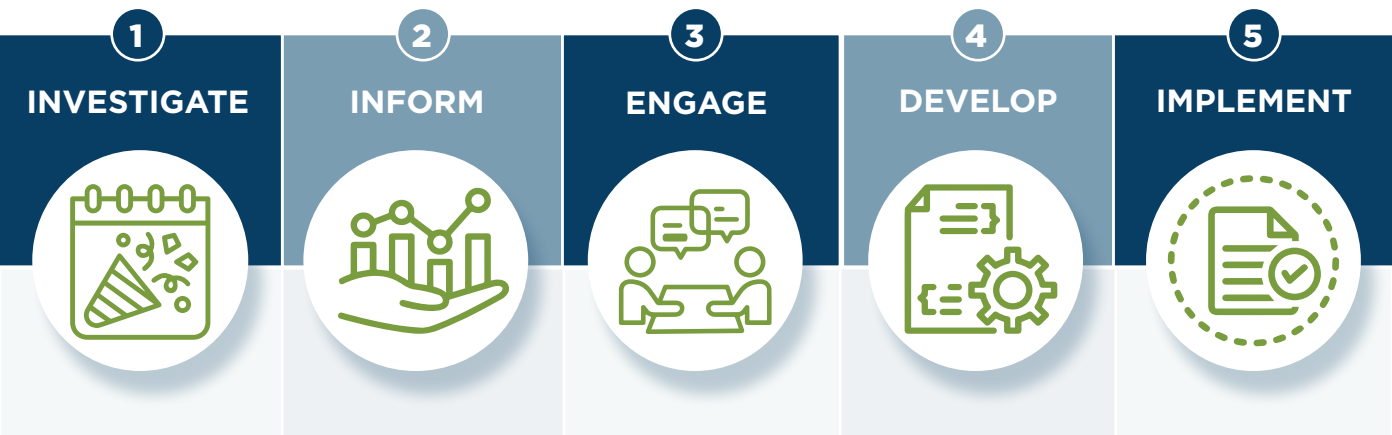 1
INVESTIGATE
2
INFORM
3
ENGAGE
4
DEVELOP
5
IMPLEMENT